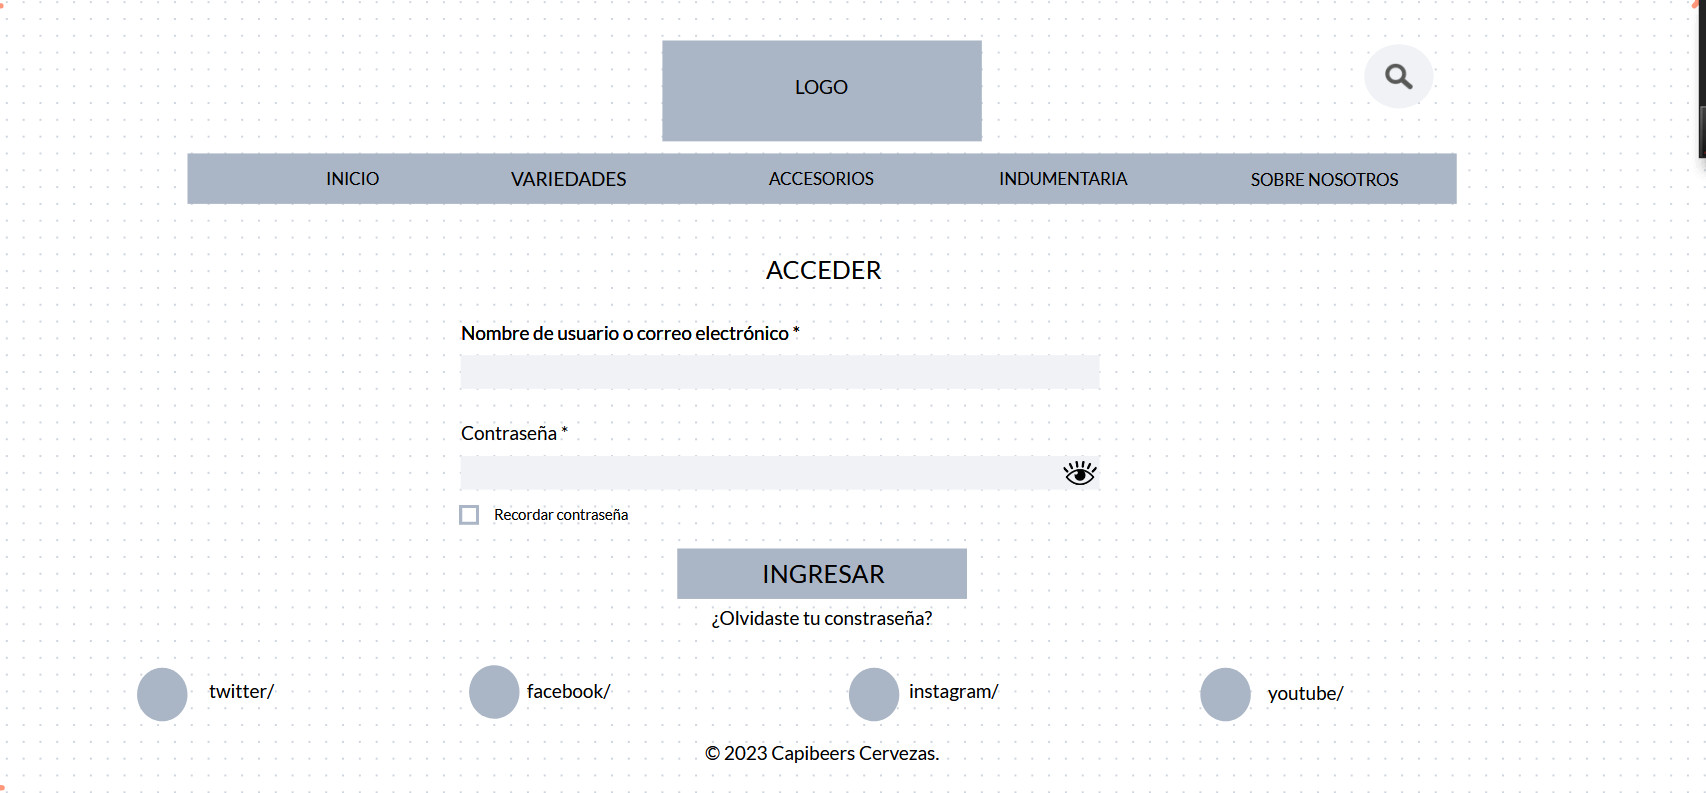 LOGO
INICIO VARIEDADES ACCESORIOS INDUMENTARIA SOBRE NOSOTROS
ACCEDER
Nombre de usuario o correo electrónico *
Contraseña *
Recordar contraseña
INGRESAR
¿Olvidaste tu constraseña?
twitter/ facebook/ instagram/ youtube/
© 2023 Capibeers Cervezas.